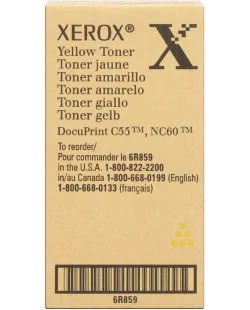 XEROX®
X
Yellow Toner
Toner jaune
Toner amarillo
Toner amarelo
Toner giallo
Toner gelb
DocuPrint C55™, NC60™
To reorder/
Pour commander le 6R859
in the U.S.A. 1-800-822-2200
in/au Canada 1-800-668-0199 (English)
1-800-668-0133 (français)
6R859